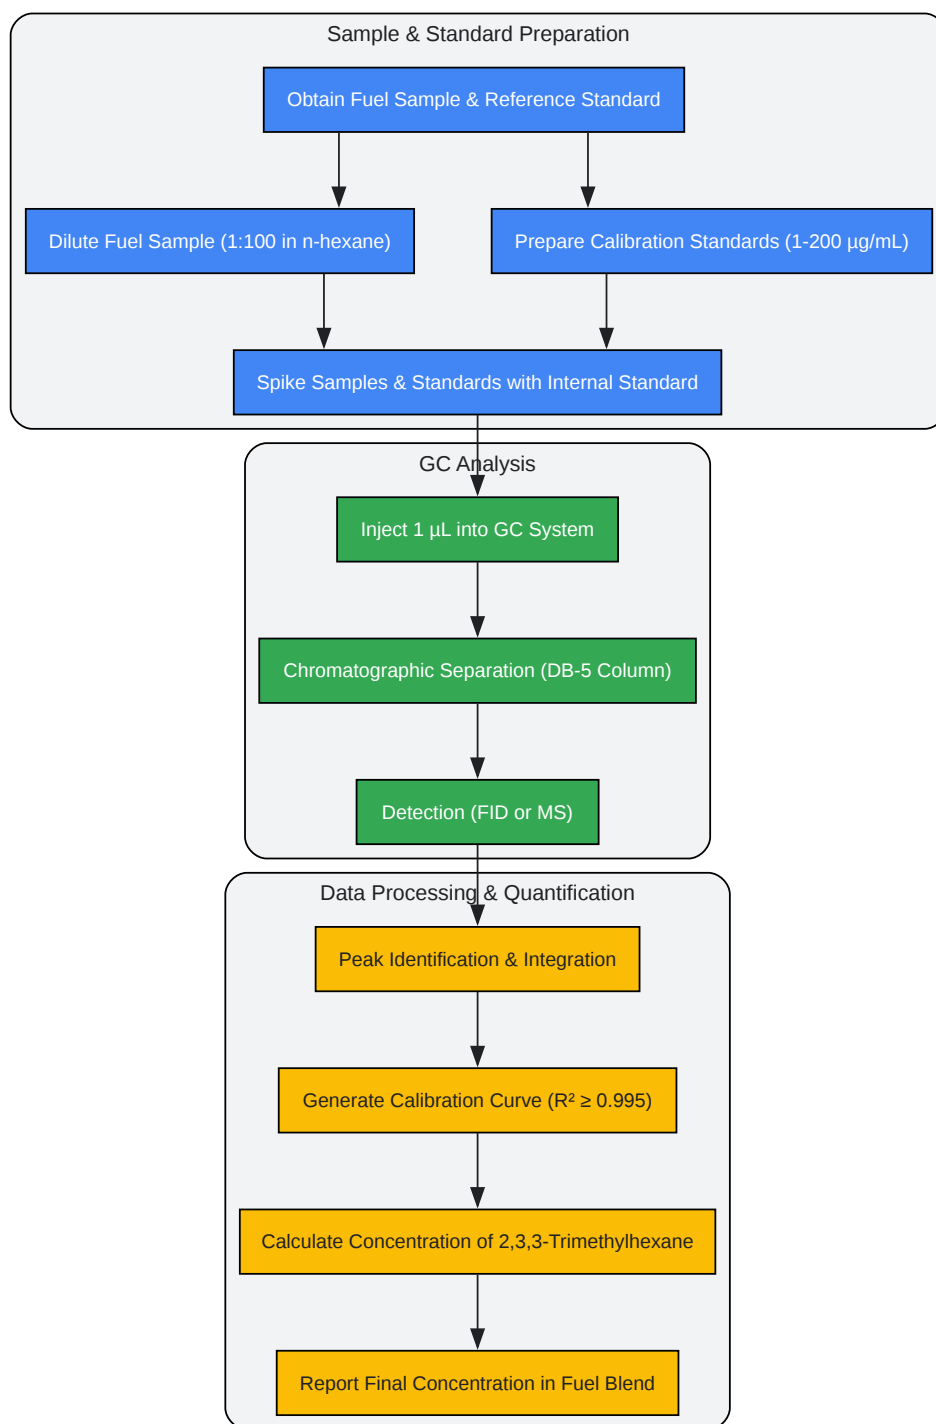 Sample & Standard Preparation
Obtain Fuel Sample & Reference Standard
Dilute Fuel Sample (1:100 in n-hexane)
Prepare Calibration Standards (1-200 µg/mL)
Spike Samples & Standards with Internal Standard
GC Analysis
Inject 1 µL into GC System
Chromatographic Separation (DB-5 Column)
Detection (FID or MS)
Data Processing & Quantification
Peak Identification & Integration
Generate Calibration Curve (R² ≥ 0.995)
Calculate Concentration of 2,3,3-Trimethylhexane
Report Final Concentration in Fuel Blend